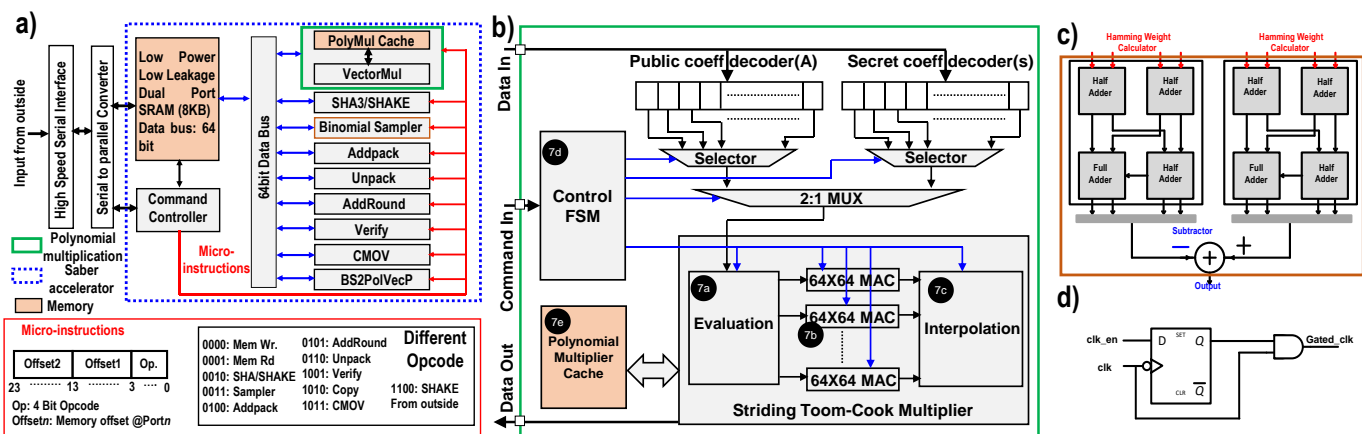 a)
Input from outside
High Speed Serial Interface
Serial to parallel Converter
Low Power
Low Leakage
Dual Port
SRAM (8KB)
Data bus: 64
bit
Command
Controller
64bit Data Bus
PolyMul Cache
VectorMul
SHA3/SHAKE
Binomial Sampler
Addpack
Unpack
AddRound
Verify
CMOV
BS2PolVecP
Micro-
instructions
Polynomial
multiplication
Saber
accelerator
Memory
Micro-instructions
Offset2 Offset1 Op.
23 13 3 0
Op: 4 Bit Opcode
Offsetn: Memory offset @Portn
Different
Opcode
0000: Mem Wr.
0001: Mem Rd
0010: SHA/SHAKE
0011: Sampler
0100: Addpack
0101: AddRound
0110: Unpack
1001: Verify
1010: Copy
1011: CMOV
1100: SHAKE
From outside
b)
Data In
Command In
Data Out
Public coeff decoder(A)
Secret coeff decoder(s)
Selector
Selector
2:1 MUX
7d
Control
FSM
7e
Polynomial
Multiplier
Cache
7a
Evaluation
64X64 MAC
64X64 MAC
7b
64X64 MAC
7c
Interpolation
Striding Toom-Cook Multiplier
c)
Hamming Weight
Calculator
Hamming Weight
Calculator
Half
Adder
Half
Adder
Full
Adder
Half
Adder
Half
Adder
Half
Adder
Full
Adder
Half
Adder
Subtractor
− + +
Output
d)
clk_en
clk
D SET Q
CLR Q
Gated_clk